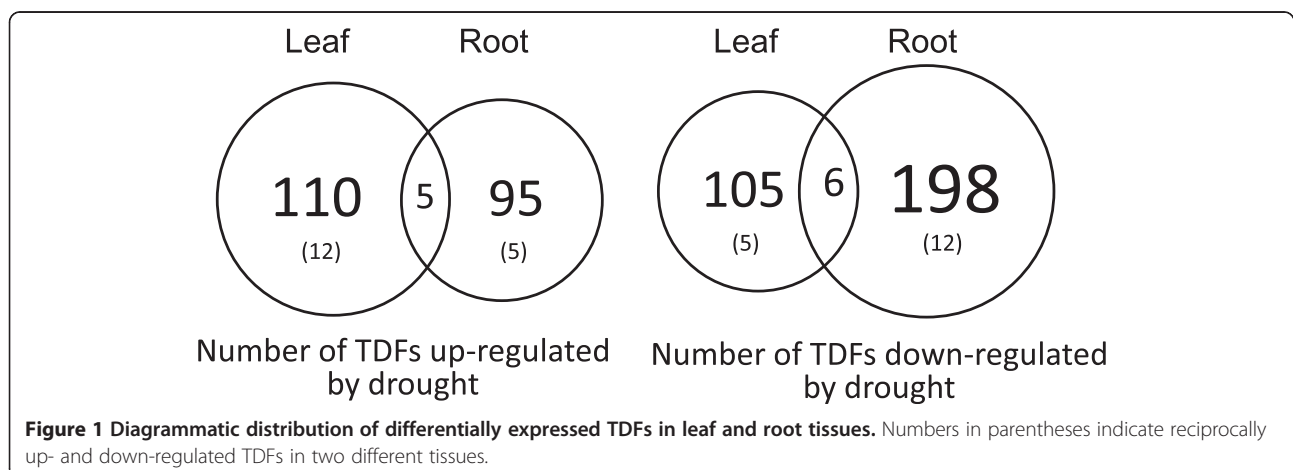 Leaf Root Leaf Root
110 5 95 105 6 198
(12) (5) (5) (12)
Number of TDFs up-regulated
by drought
Number of TDFs down-regulated
by drought
Figure 1 Diagrammatic distribution of differentially expressed TDFs in leaf and root tissues. Numbers in parentheses indicate reciprocally
up- and down-regulated TDFs in two different tissues.